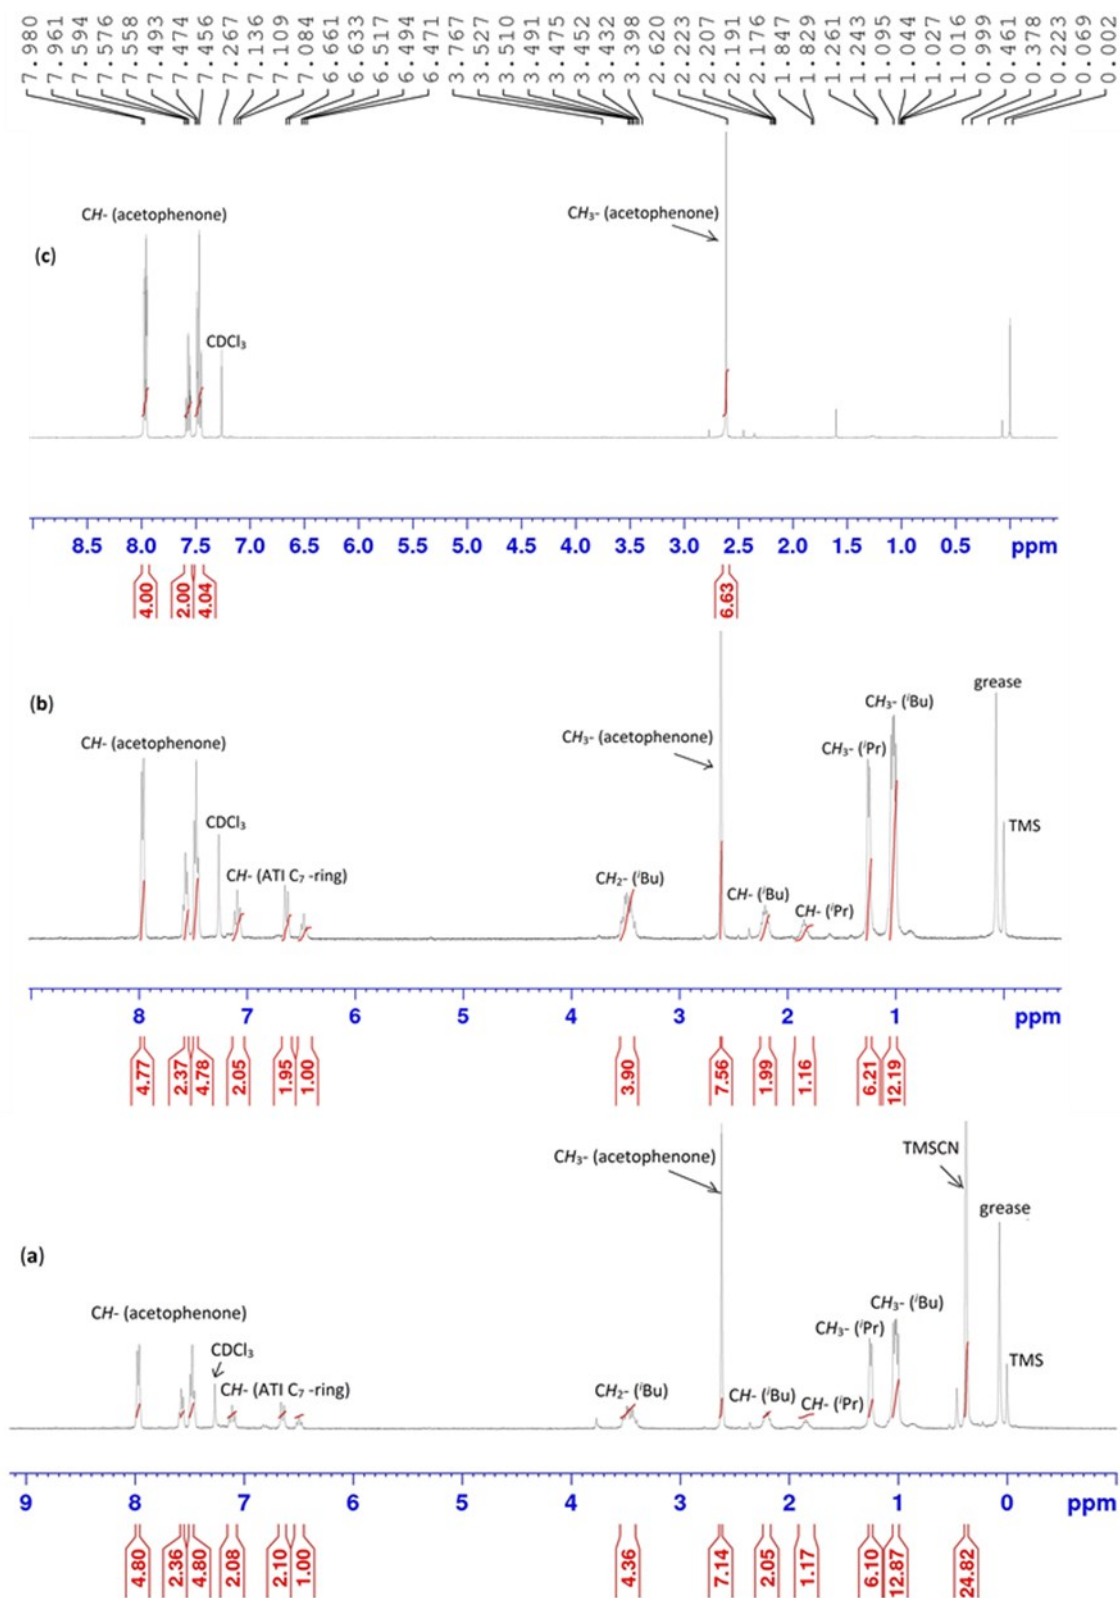 7.980 7.961 7.594 7.576 7.558 7.493 7.474 7.456 7.267 7.136 7.109 7.084 6.661 6.633 6.517 6.494 6.471 3.767 3.527 3.510 3.491 3.475 3.452 3.432 3.398 2.620 2.223 2.207 2.191 2.176 1.847 1.829 1.261 1.243 1.095 1.044 1.027 1.016 0.999 0.461 0.378 0.223 0.069 0.002
CH- (acetophenone)
CH₃- (acetophenone)
(c)
CDCl₃
8.5 8.0 7.5 7.0 6.5 6.0 5.5 5.0 4.5 4.0 3.5 3.0 2.5 2.0 1.5 1.0 0.5 ppm
4.00 2.00 4.04 6.63
(b)
grease
CH₃- (ⁱBu)
CH- (acetophenone)
CH₃- (acetophenone)
CH₃- (ⁱPr)
CDCl₃
TMS
CH- (ATI C₇ -ring)
CH₂- (ⁱBu)
CH- (ⁱBu)
CH- (ⁱPr)
8 7 6 5 4 3 2 1 ppm
4.77 2.37 4.78 2.05 1.95 1.00 3.90 7.56 1.99 1.16 6.21 12.19
CH₃- (acetophenone)
TMSCN
grease
(a)
CH- (acetophenone)
CH₃- (ⁱBu)
CH₃- (ⁱPr)
CDCl₃
TMS
CH- (ATI C₇ -ring)
CH₂- (ⁱBu)
CH- (ⁱBu)
CH- (ⁱPr)
9 8 7 6 5 4 3 2 1 0 ppm
4.80 2.36 4.80 2.08 2.10 1.00 4.36 7.14 2.05 1.17 6.10 12.87 24.82